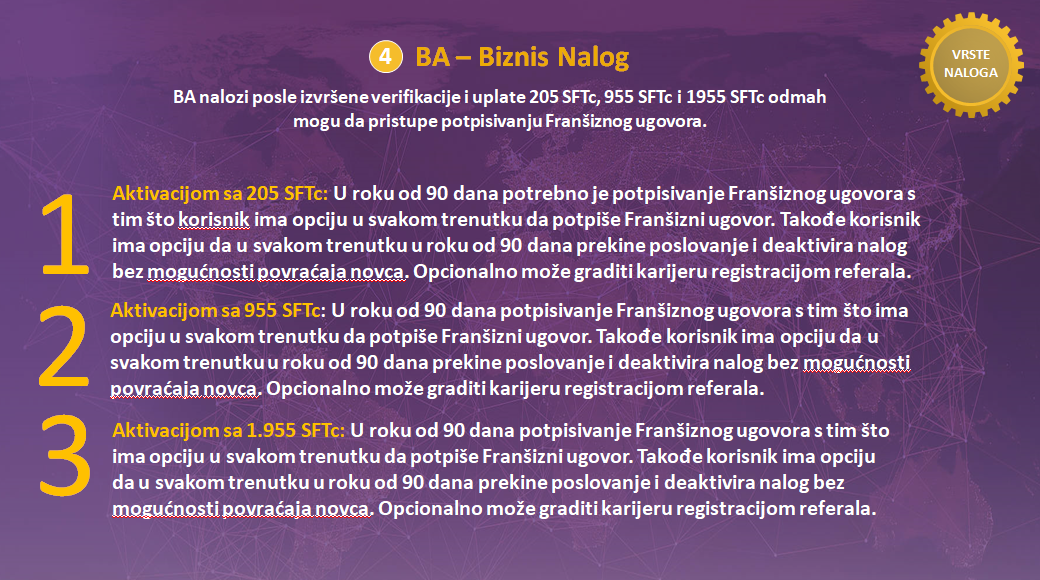 4 BA – Biznis Nalog
VRSTE
NALOGA
BA nalozi posle izvršene verifikacije i uplate 205 SFTc, 955 SFTc i 1955 SFTc odmah
mogu da pristupe potpisivanju Franšiznog ugovora.
1
Aktivacijom sa 205 SFTc: U roku od 90 dana potrebno je potpisivanje Franšiznog ugovora s
tim što korisnik ima opciju u svakom trenutku da potpiše Franšizni ugovor. Takođe korisnik
ima opciju da u svakom trenutku u roku od 90 dana prekine poslovanje i deaktivira nalog
bez mogućnosti povraćaja novca. Opcionalno može graditi karijeru registracijom referala.
2
Aktivacijom sa 955 SFTc: U roku od 90 dana potpisivanje Franšiznog ugovora s tim što ima
opciju u svakom trenutku da potpiše Franšizni ugovor. Takođe korisnik ima opciju da u
svakom trenutku u roku od 90 dana prekine poslovanje i deaktivira nalog bez mogućnosti
povraćaja novca. Opcionalno može graditi karijeru registracijom referala.
3
Aktivacijom sa 1.955 SFTc: U roku od 90 dana potpisivanje Franšiznog ugovora s tim što
ima opciju u svakom trenutku da potpiše Franšizni ugovor. Takođe korisnik ima opciju
da u svakom trenutku u roku od 90 dana prekine poslovanje i deaktivira nalog bez
mogućnosti povraćaja novca. Opcionalno može graditi karijeru registracijom referala.